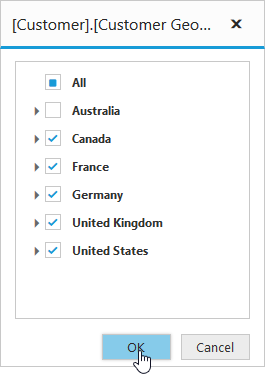 [Customer].[Customer Geo...
All
Australia
Canada
France
Germany
United Kingdom
United States
OK
Cancel